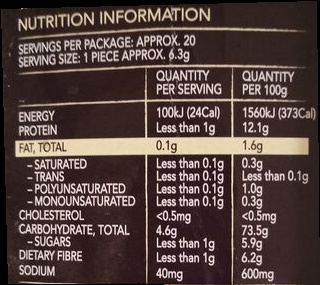 NUTRITION INFORMATION
SERVINGS PER PACKAGE: APPROX. 20
SERVING SIZE: 1 PIECE APPROX. 6.3g
QUANTITY PER SERVING QUANTITY PER 100g
ENERGY 100kJ (24Cal) 1560kJ (373Cal)
PROTEIN Less than 1g 12.1g
FAT, TOTAL 0.1g 1.6g
–SATURATED Less than 0.1g 0.3g
–TRANS Less than 0.1g Less than 0.1g
–POLYUNSATURATED Less than 0.1g 1.0g
–MONOUNSATURATED Less than 0.1g 0.3g
CHOLESTEROL <0.5mg <0.5mg
CARBOHYDRATE, TOTAL 4.6g 73.5g
–SUGARS Less than 1g 5.9g
DIETARY FIBRE Less than 1g 6.2g
SODIUM 40mg 600mg